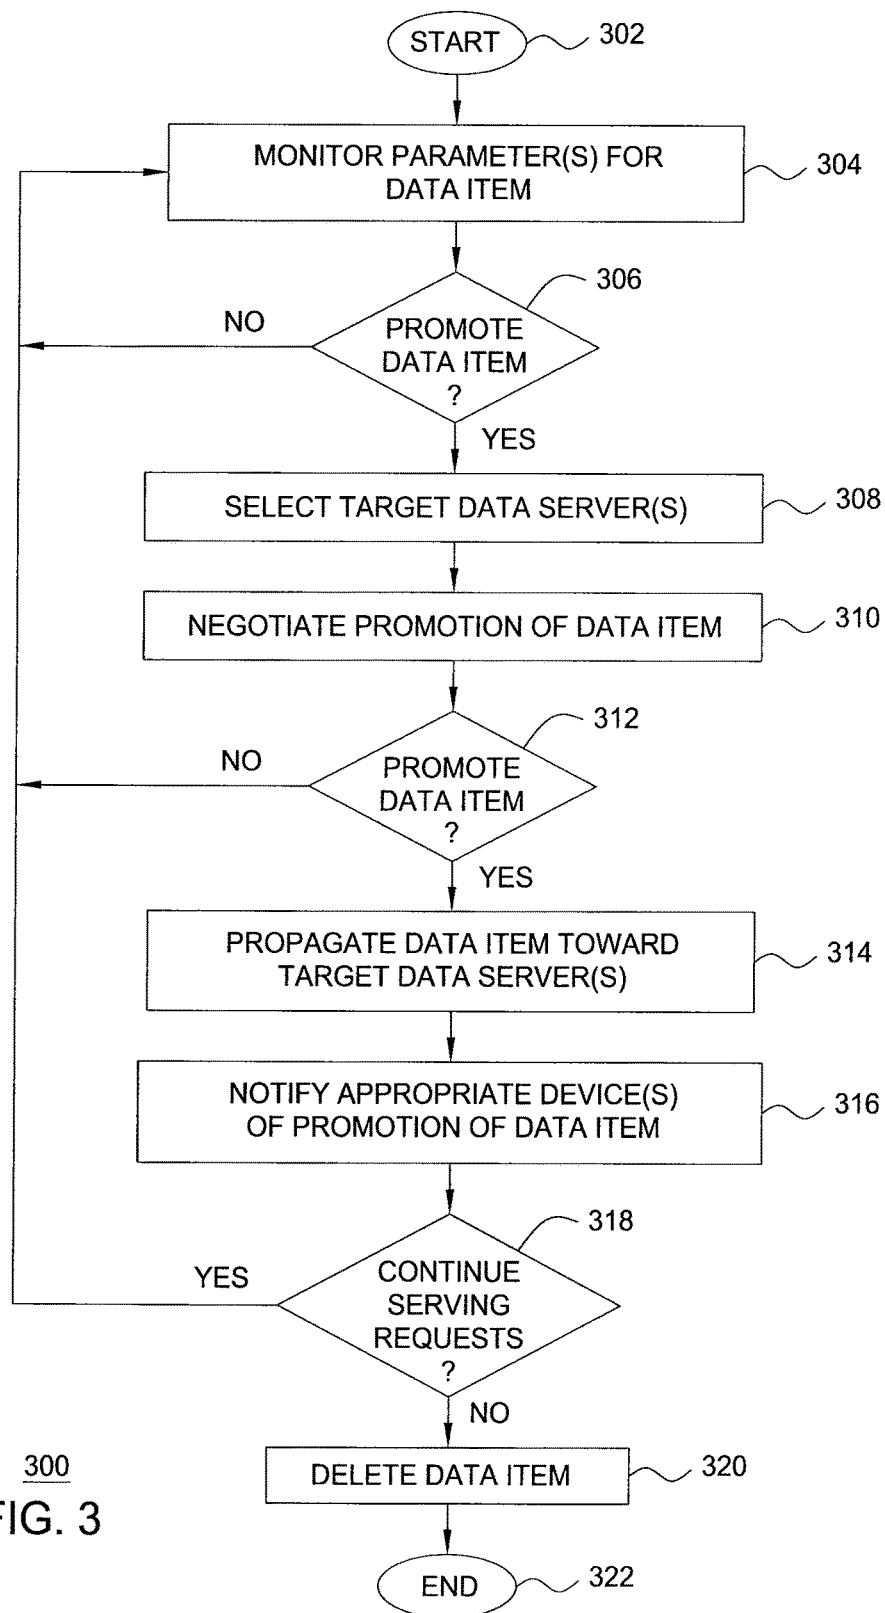 START
302
MONITOR PARAMETER(S) FOR
DATA ITEM
304
306
NO
PROMOTE
DATA ITEM
?
YES
SELECT TARGET DATA SERVER(S)
308
NEGOTIATE PROMOTION OF DATA ITEM
310
312
NO
PROMOTE
DATA ITEM
?
YES
PROPAGATE DATA ITEM TOWARD
TARGET DATA SERVER(S)
314
NOTIFY APPROPRIATE DEVICE(S)
OF PROMOTION OF DATA ITEM
316
318
YES
CONTINUE
SERVING
REQUESTS
?
NO
300
DELETE DATA ITEM
320
FIG. 3
END
322